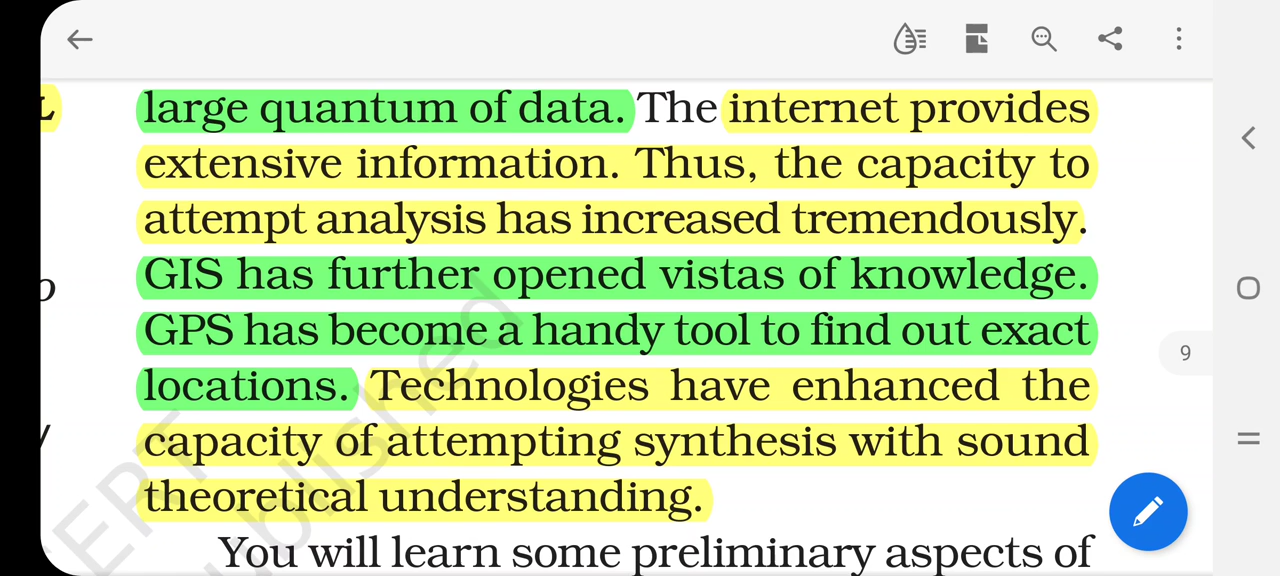 large quantum of data. The internet provides
extensive information. Thus, the capacity to
attempt analysis has increased tremendously.
GIS has further opened vistas of knowledge.
GPS has become a handy tool to find out exact
locations. Technologies have enhanced the
capacity of attempting synthesis with sound
theoretical understanding.
You will learn some preliminary aspects of
9